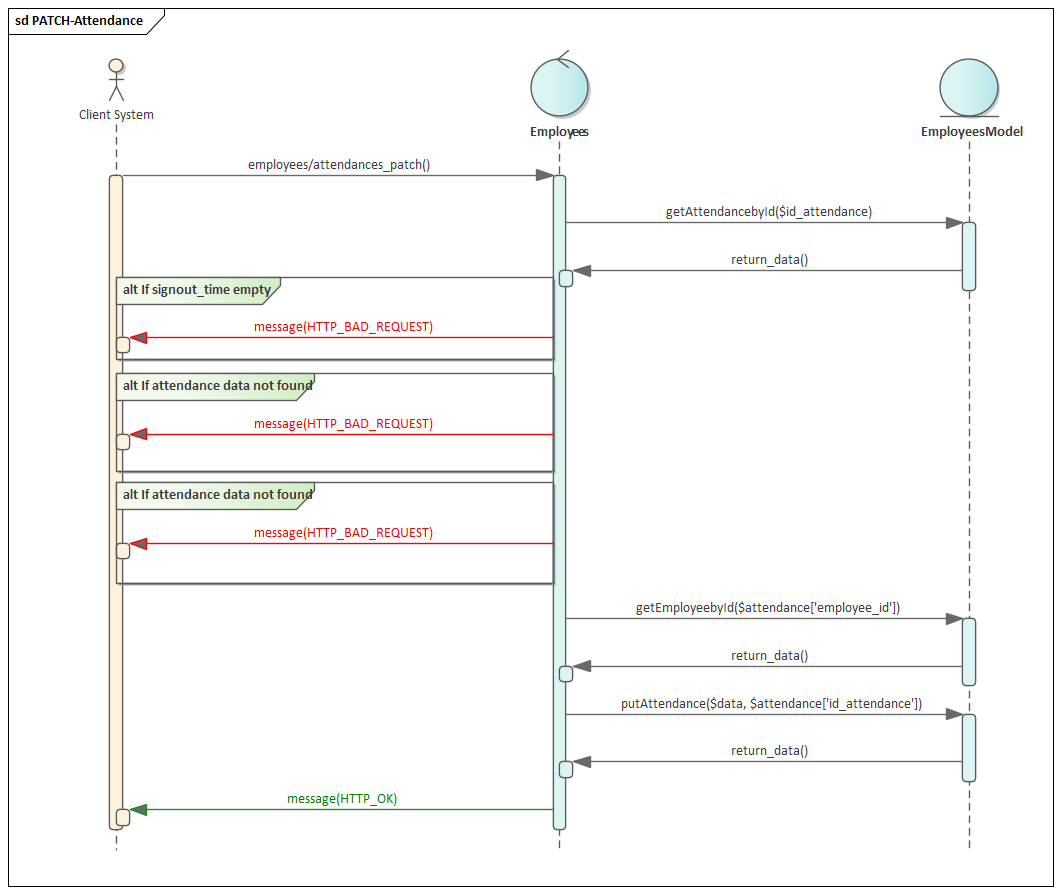 sd PATCH-Attendance
Client System
Employees
EmployeesModel
employees/attendances_patch()
getAttendancebyId($id_attendance)
return_data()
alt If signout_time empty
message(HTTP_BAD_REQUEST)
alt If attendance data not found
message(HTTP_BAD_REQUEST)
alt If attendance data not found
message(HTTP_BAD_REQUEST)
getEmployeebyId($attendance['employee_id'])
return_data()
putAttendance($data, $attendance['id_attendance'])
return_data()
message(HTTP_OK)